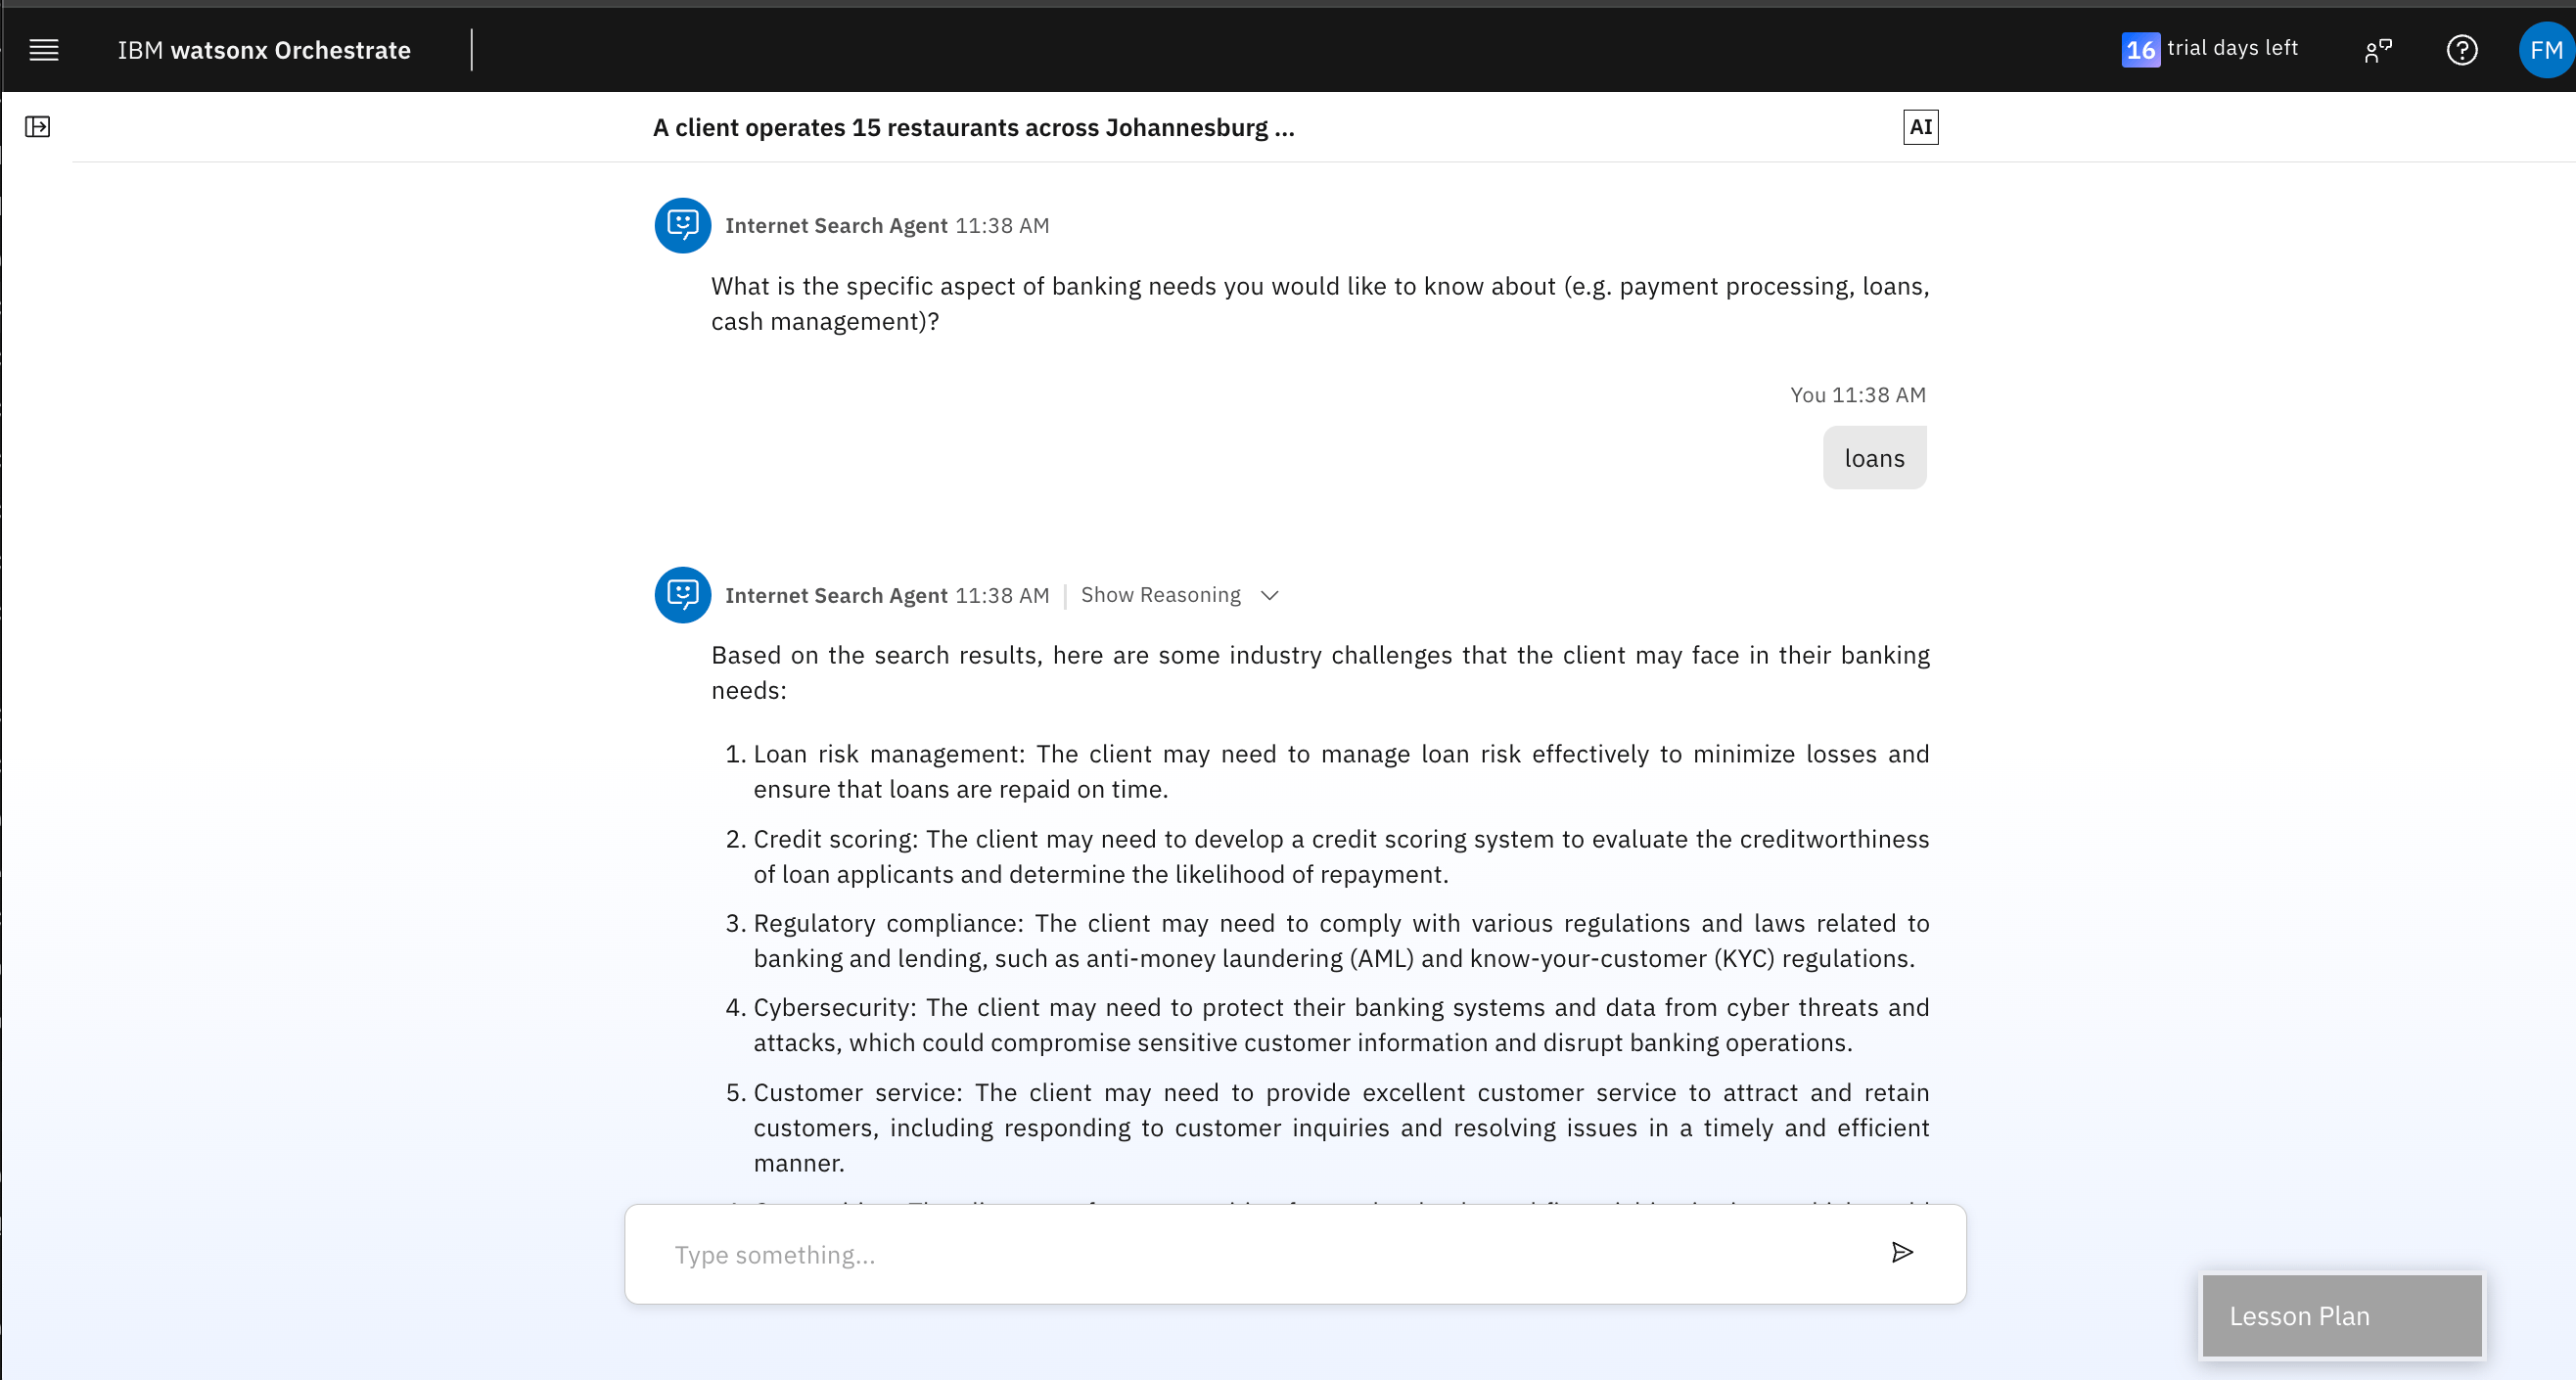 IBM watsonx Orchestrate
16 trial days left
FM
A client operates 15 restaurants across Johannesburg ...
AI
Internet Search Agent 11:38 AM
What is the specific aspect of banking needs you would like to know about (e.g. payment processing, loans,
cash management)?
You 11:38 AM
loans
Internet Search Agent 11:38 AM
Show Reasoning
Based on the search results, here are some industry challenges that the client may face in their banking
needs:
1. Loan risk management: The client may need to manage loan risk effectively to minimize losses and
ensure that loans are repaid on time.
2. Credit scoring: The client may need to develop a credit scoring system to evaluate the creditworthiness
of loan applicants and determine the likelihood of repayment.
3. Regulatory compliance: The client may need to comply with various regulations and laws related to
banking and lending, such as anti-money laundering (AML) and know-your-customer (KYC) regulations.
4. Cybersecurity: The client may need to protect their banking systems and data from cyber threats and
attacks, which could compromise sensitive customer information and disrupt banking operations.
5. Customer service: The client may need to provide excellent customer service to attract and retain
customers, including responding to customer inquiries and resolving issues in a timely and efficient
manner.
Type something...
Lesson Plan